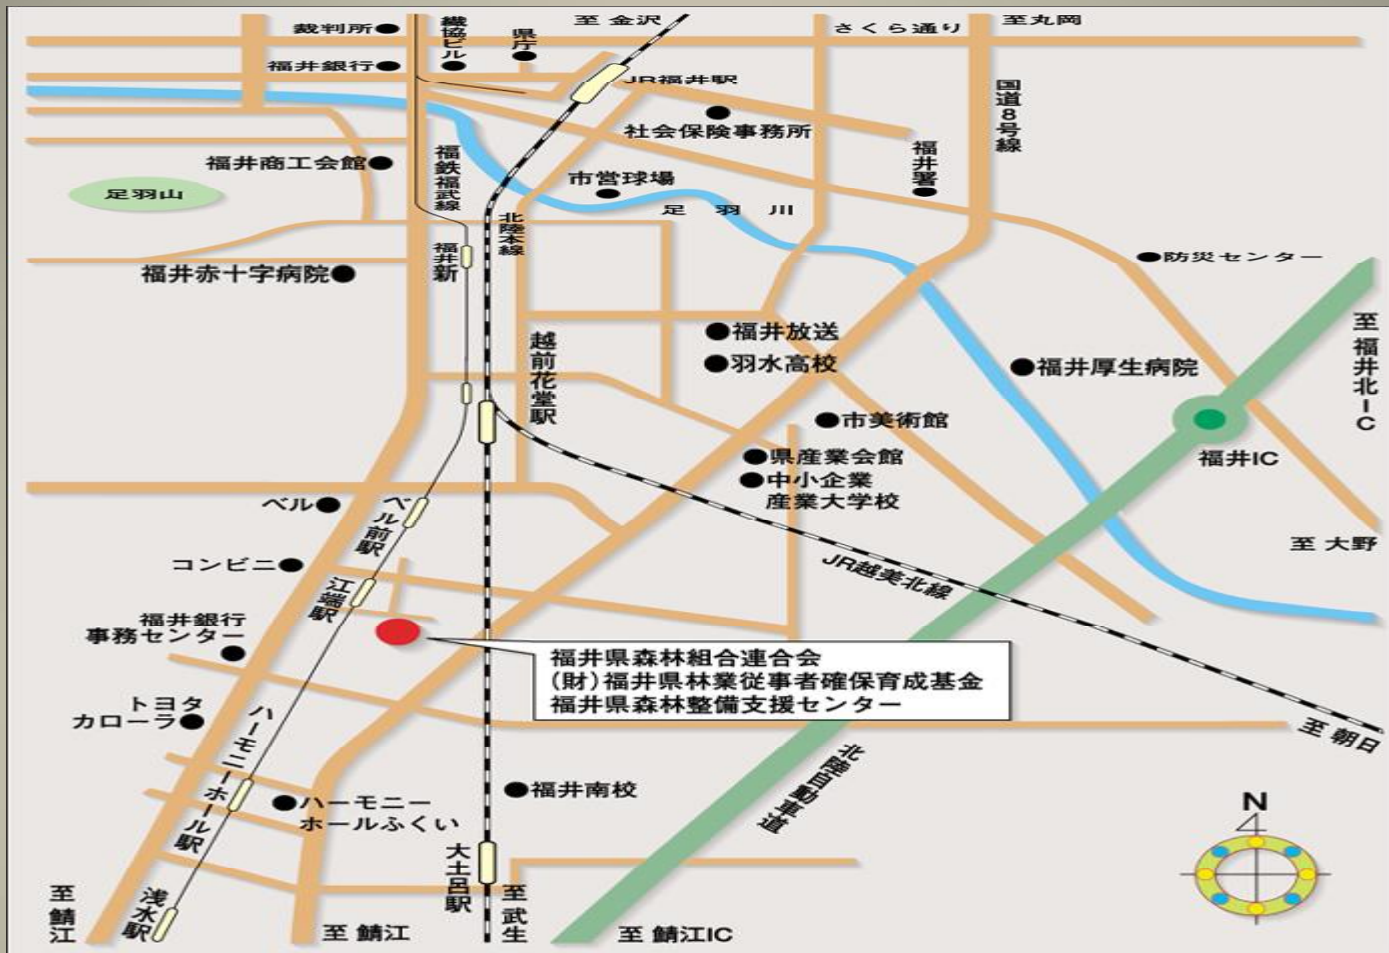 至 金沢
さくら通り
至丸岡
裁判所
繊協ビル
県庁
福井銀行
JR福井駅
国道8号線
社会保険事務所
福井商工会館
福鉄福武線
福井署
足羽山
市営球場
足羽川
北陸本線
福井新
防災センター
福井赤十字病院
越前花堂駅
福井放送
羽水高校
福井厚生病院
至 福井北IC
市美術館
県産業会館
中小企業
産業大学校
福井IC
ベル
ベル前駅
至 大野
コンビニ
江端駅
JR越美北線
福井銀行
事務センター
福井県森林組合連合会
(財)福井県林業従事者確保育成基金
福井県森林整備支援センター
トヨタ
カローラ
ハーモニーホール駅
至 朝日
北陸自動車道
福井南校
ハーモニー
ホールふくい
N
大土呂駅
至 鯖江
浅水駅
至 鯖江
至 武生
至 鯖江IC